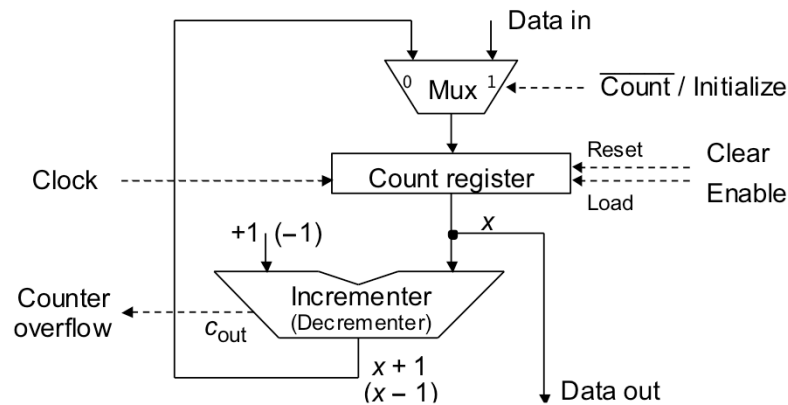 Data in
0
Mux
1
Count / Initialize
Clock
Count register
Reset
Clear
Load
Enable
+1 (−1)
x
Counter
overflow
c out
Incrementer
(Decrementer)
x + 1
(x − 1)
Data out